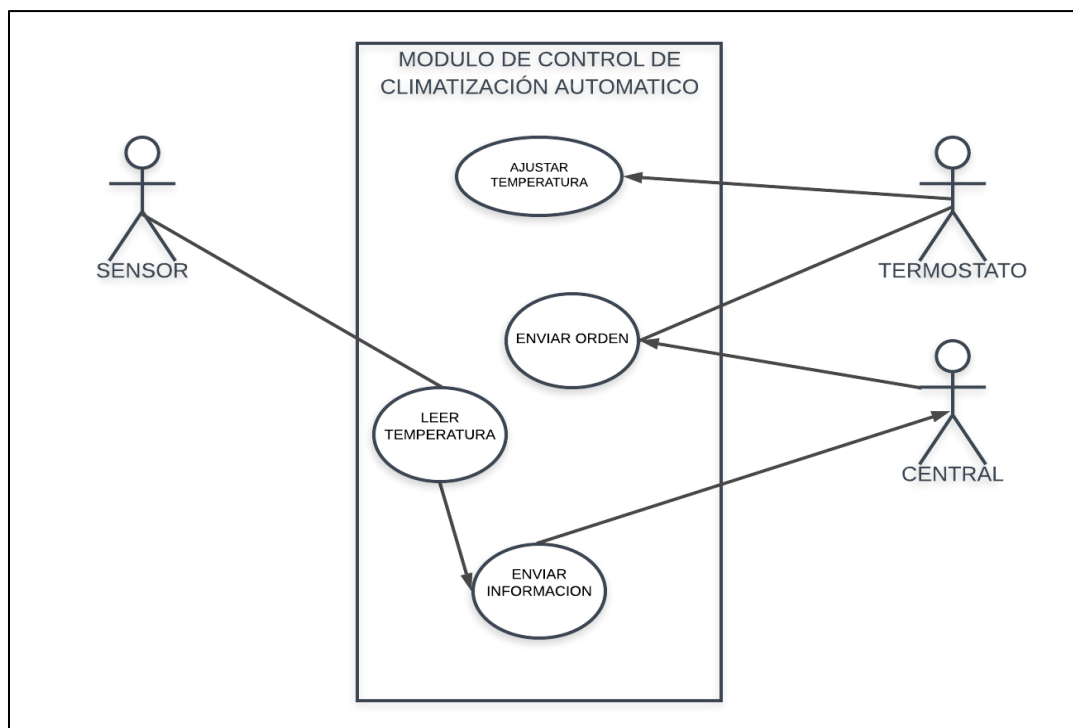 MODULO DE CONTROL DE
CLIMATIZACIÓN AUTOMATICO
AJUSTAR
TEMPERATURA
SENSOR
TERMOSTATO
ENVIAR ORDEN
LEER
TEMPERATURA
CENTRAL
ENVIAR
INFORMACION